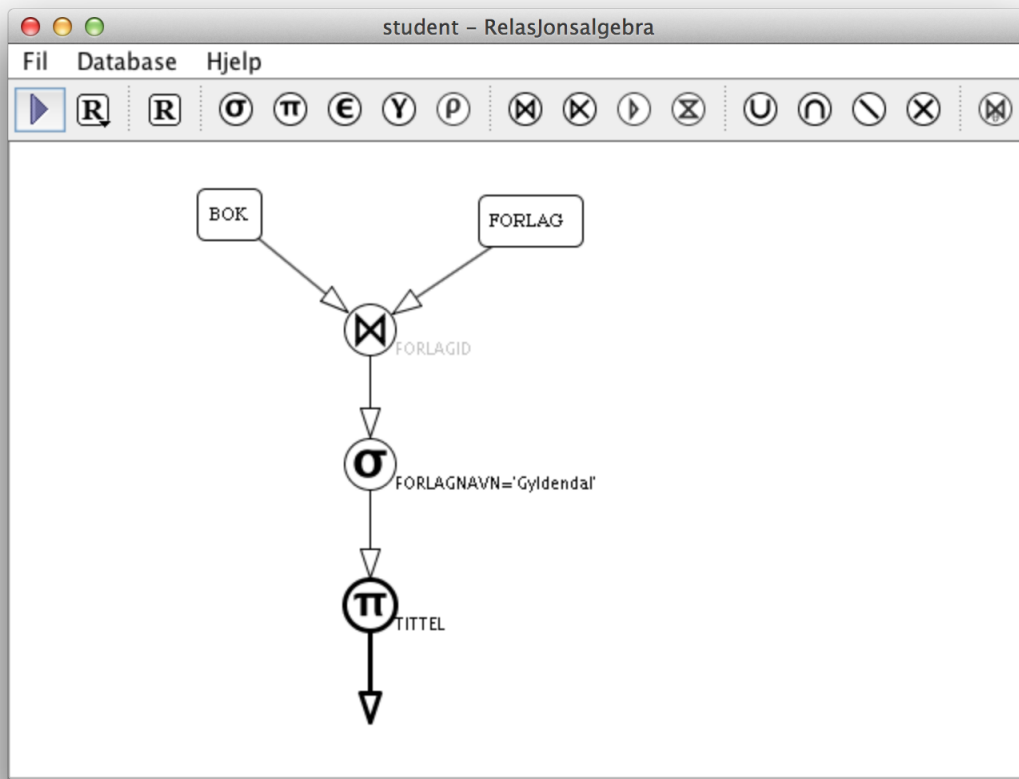 student – RelasJonsalgebra
Fil Database Hjelp
R R σ π ϵ γ ρ ⋈ ⋉ ▷ ⧖ ∪ ∩ \ ×
BOK
FORLAG
⋈
FORLAGID
σ
FORLAGNAVN='Gyldendal'
π
TITTEL